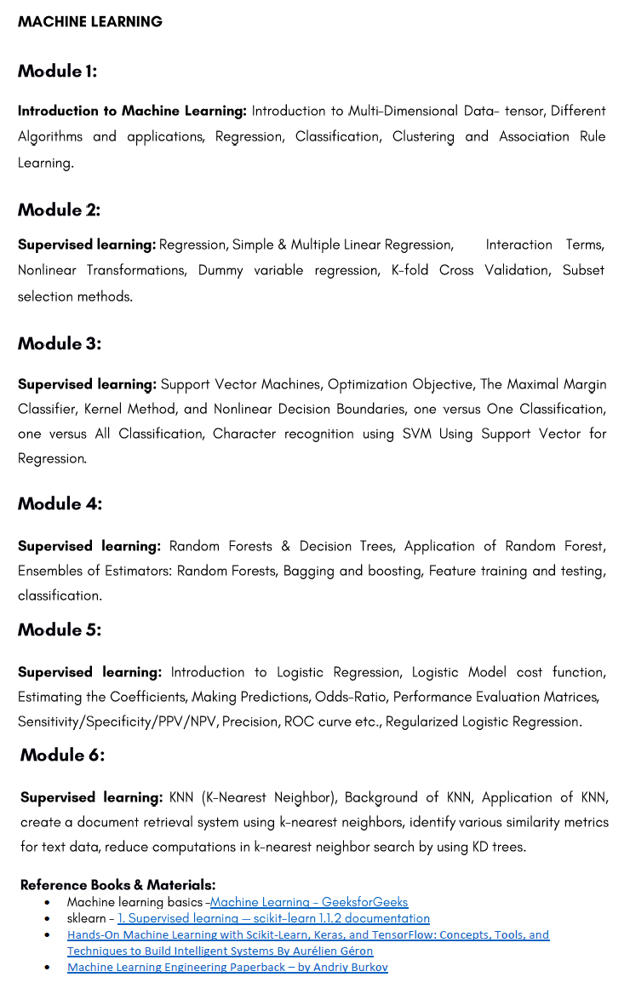 MACHINE LEARNING
Module 1:
Introduction to Machine Learning: Introduction to Multi-Dimensional Data- tensor, Different
Algorithms and applications, Regression, Classification, Clustering and Association Rule
Learning.
Module 2:
Supervised learning: Regression, Simple & Multiple Linear Regression, Interaction Terms,
Nonlinear Transformations, Dummy variable regression, K-fold Cross Validation, Subset
selection methods.
Module 3:
Supervised learning: Support Vector Machines, Optimization Objective, The Maximal Margin
Classifier, Kernel Method, and Nonlinear Decision Boundaries, one versus One Classification,
one versus All Classification, Character recognition using SVM Using Support Vector for
Regression.
Module 4:
Supervised learning: Random Forests & Decision Trees, Application of Random Forest,
Ensembles of Estimators: Random Forests, Bagging and boosting, Feature training and testing,
classification.
Module 5:
Supervised learning: Introduction to Logistic Regression, Logistic Model cost function,
Estimating the Coefficients, Making Predictions, Odds-Ratio, Performance Evaluation Matrices,
Sensitivity/Specificity/PPV/NPV, Precision, ROC curve etc., Regularized Logistic Regression.
Module 6:
Supervised learning: KNN (K-Nearest Neighbor), Background of KNN, Application of KNN,
create a document retrieval system using k-nearest neighbors, identify various similarity metrics
for text data, reduce computations in k-nearest neighbor search by using KD trees.
Reference Books & Materials:
• Machine learning basics -Machine Learning - GeeksforGeeks
• sklearn - 1. Supervised learning — scikit-learn 1.1.2 documentation
• Hands-On Machine Learning with Scikit-Learn, Keras, and TensorFlow: Concepts, Tools, and
Techniques to Build Intelligent Systems By Aurélien Géron
• Machine Learning Engineering Paperback – by Andriy Burkov